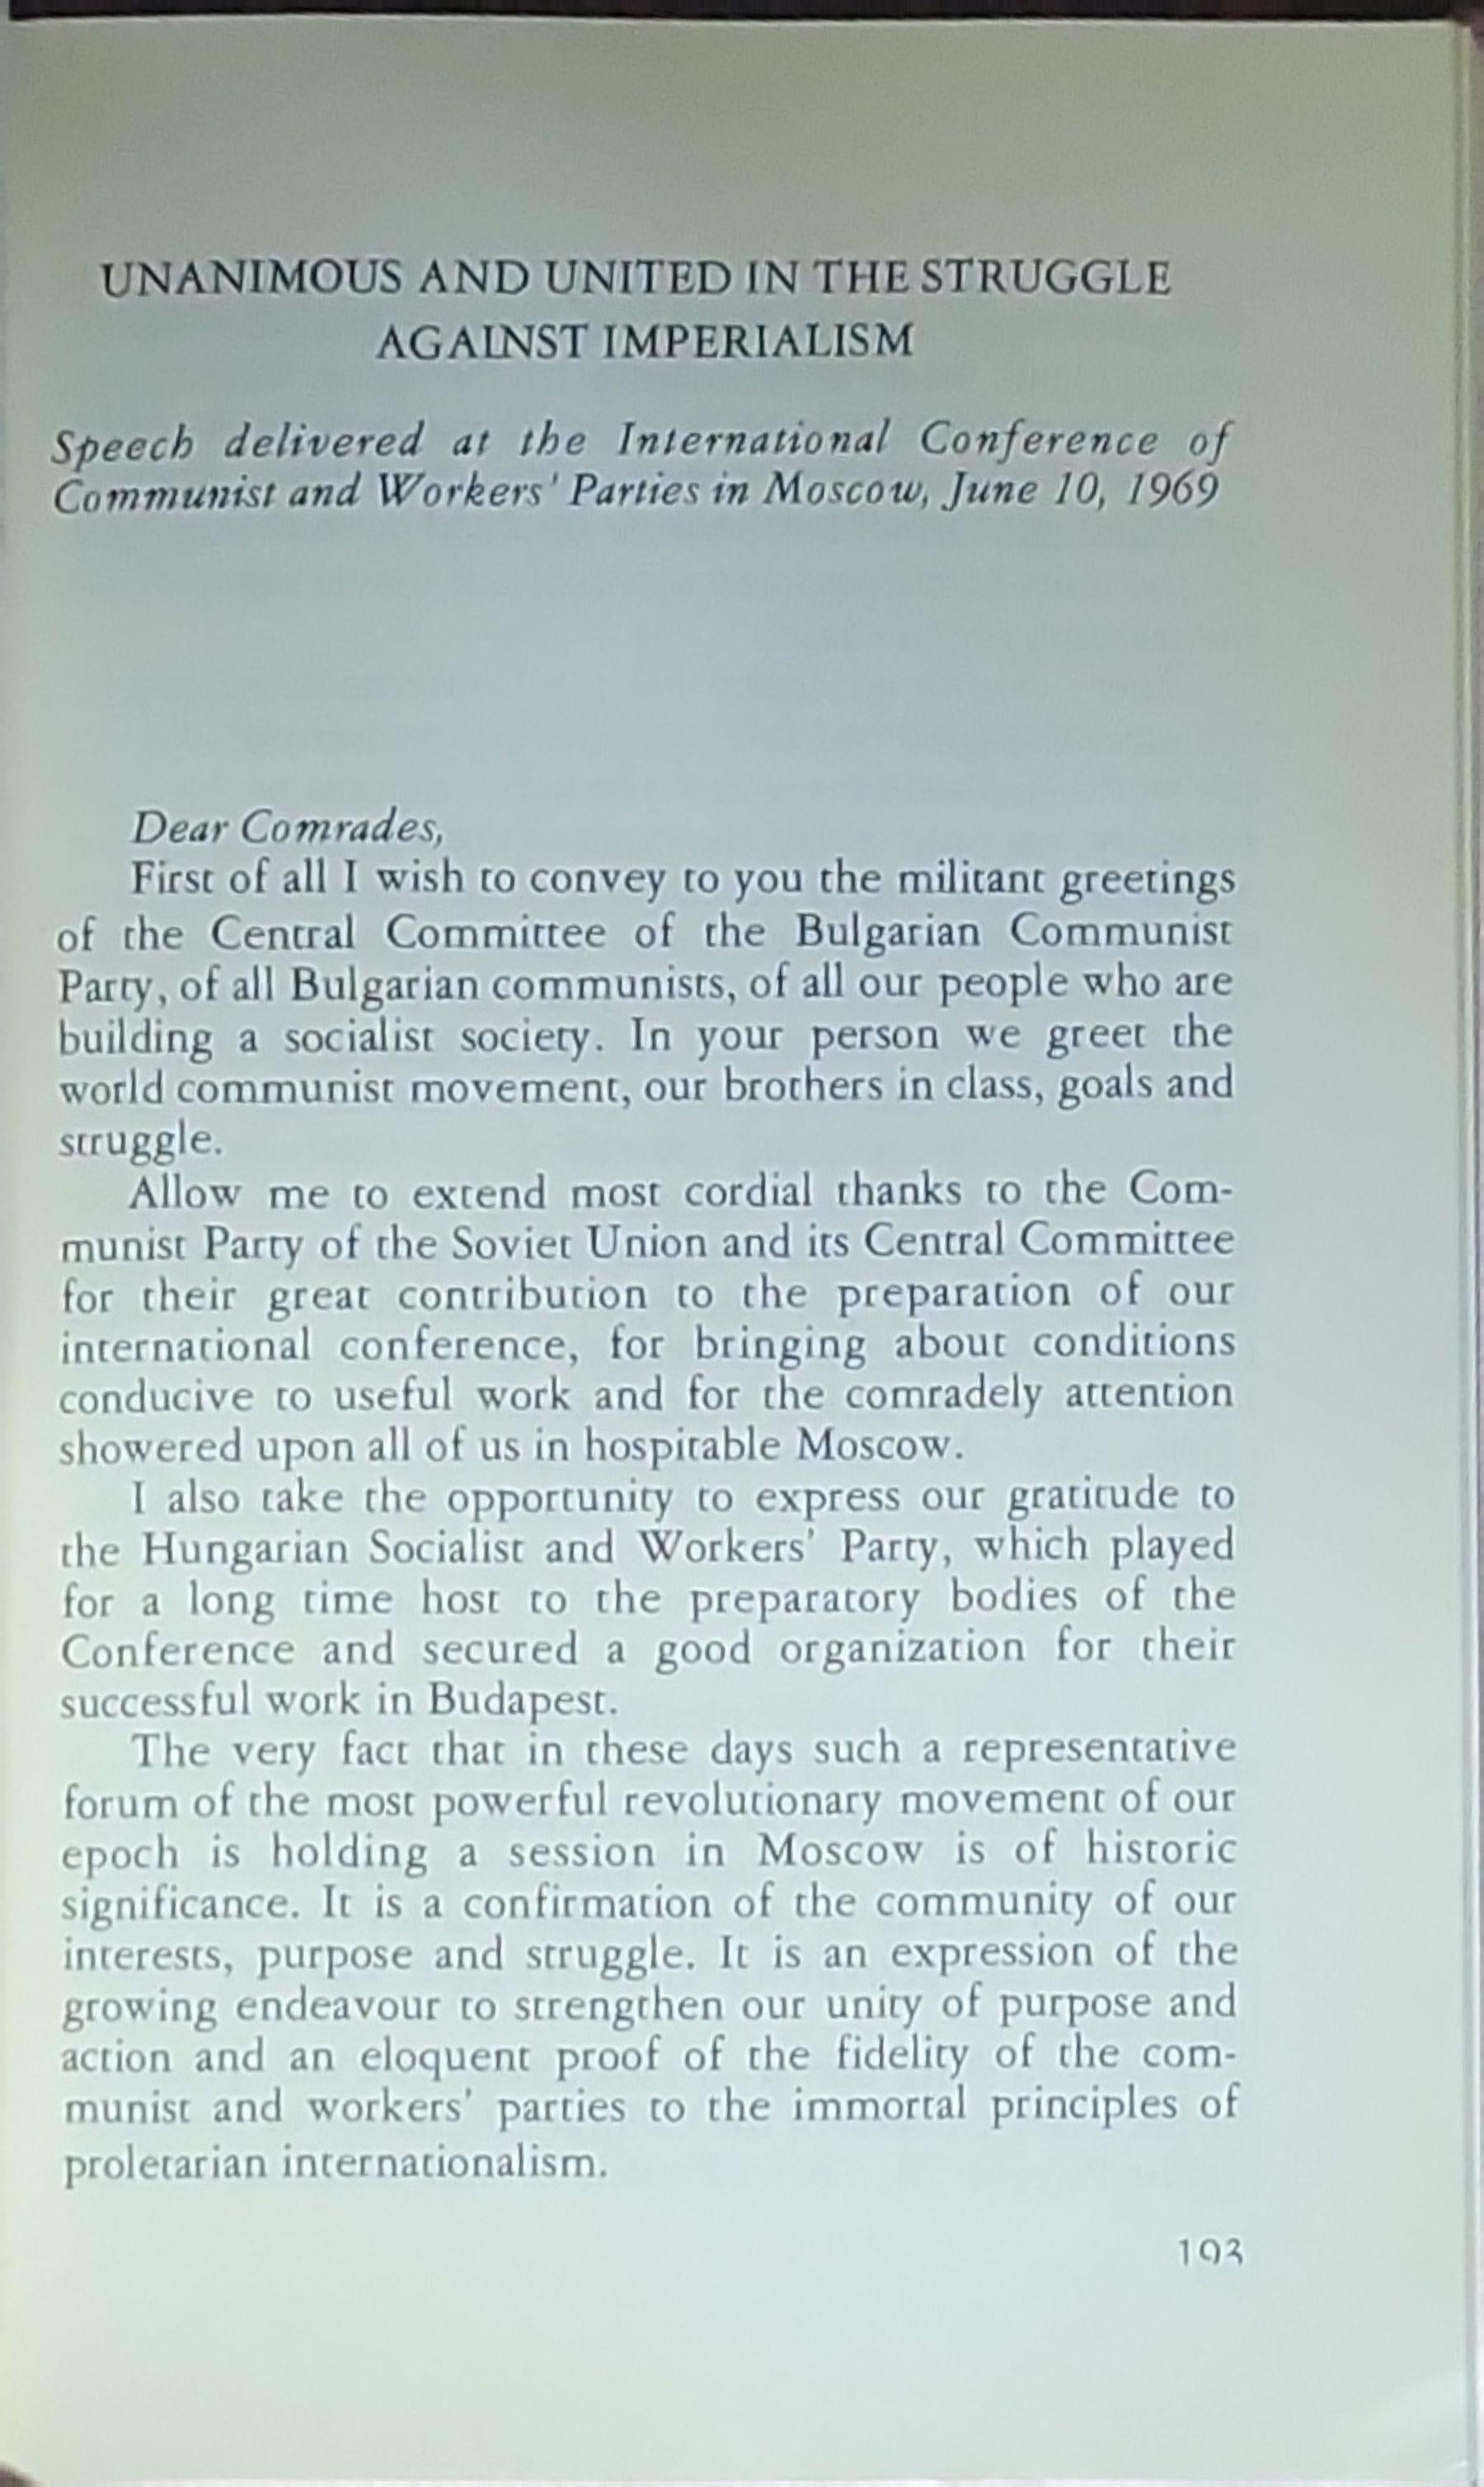 UNANIMOUS AND UNITED IN THE STRUGGLE
AGAINST IMPERIALISM
Speech delivered at the International Conference of
Communist and Workers' Parties in Moscow, June 10, 1969
Dear Comrades,
First of all I wish to convey to you the militant greetings
of the Central Committee of the Bulgarian Communist
Party, of all Bulgarian communists, of all our people who are
building a socialist society. In your person we greet the
world communist movement, our brothers in class, goals and
struggle.
Allow me to extend most cordial thanks to the Com-
munist Party of the Soviet Union and its Central Committee
for their great contribution to the preparation of our
international conference, for bringing about conditions
conducive to useful work and for the comradely attention
showered upon all of us in hospitable Moscow.
I also take the opportunity to express our gratitude to
the Hungarian Socialist and Workers' Party, which played
for a long time host to the preparatory bodies of the
Conference and secured a good organization for their
successful work in Budapest.
The very fact that in these days such a representative
forum of the most powerful revolutionary movement of our
epoch is holding a session in Moscow is of historic
significance. It is a confirmation of the community of our
interests, purpose and struggle. It is an expression of the
growing endeavour to strengthen our unity of purpose and
action and an eloquent proof of the fidelity of the com-
munist and workers' parties to the immortal principles of
proletarian internationalism.
193